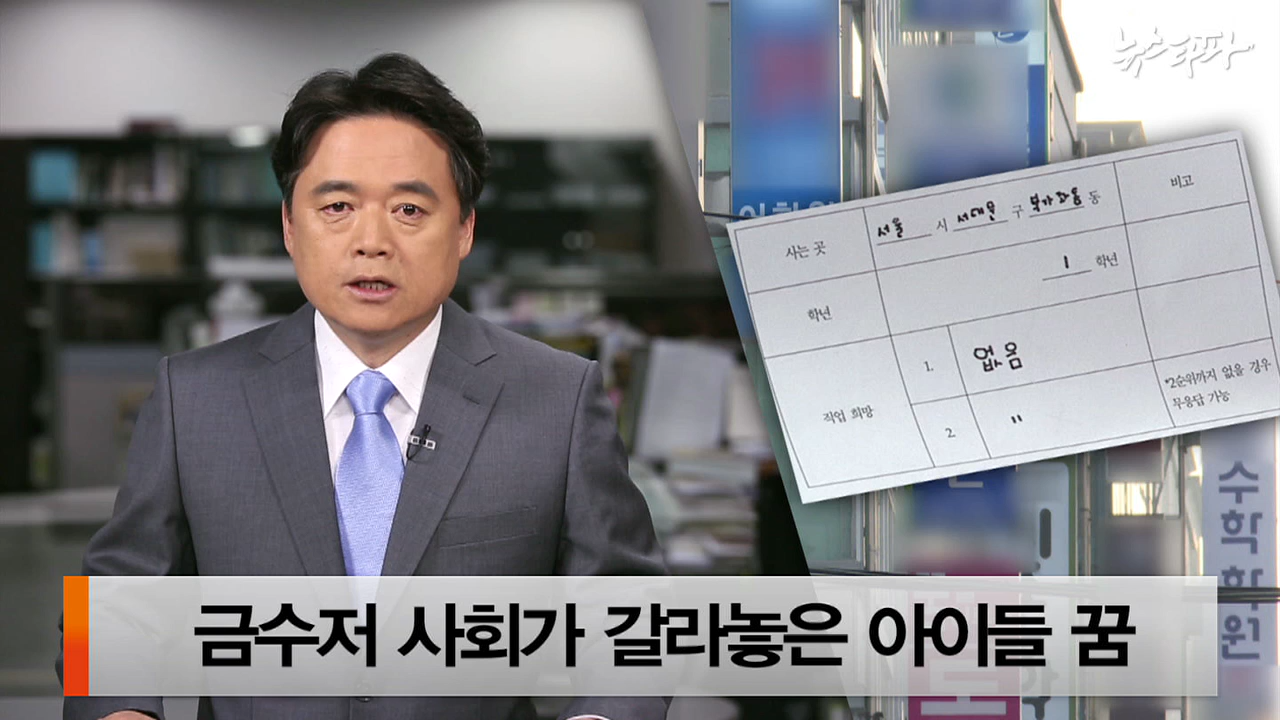 뉴스타파
사는 곳 서울 시 서대문 구 북가좌동 동 비고
학년 1 학년
직업 희망 1. 없음
2. " *2순위까지 없을 경우
무응답 가능
수학학원
금수저 사회가 갈라놓은 아이들 꿈